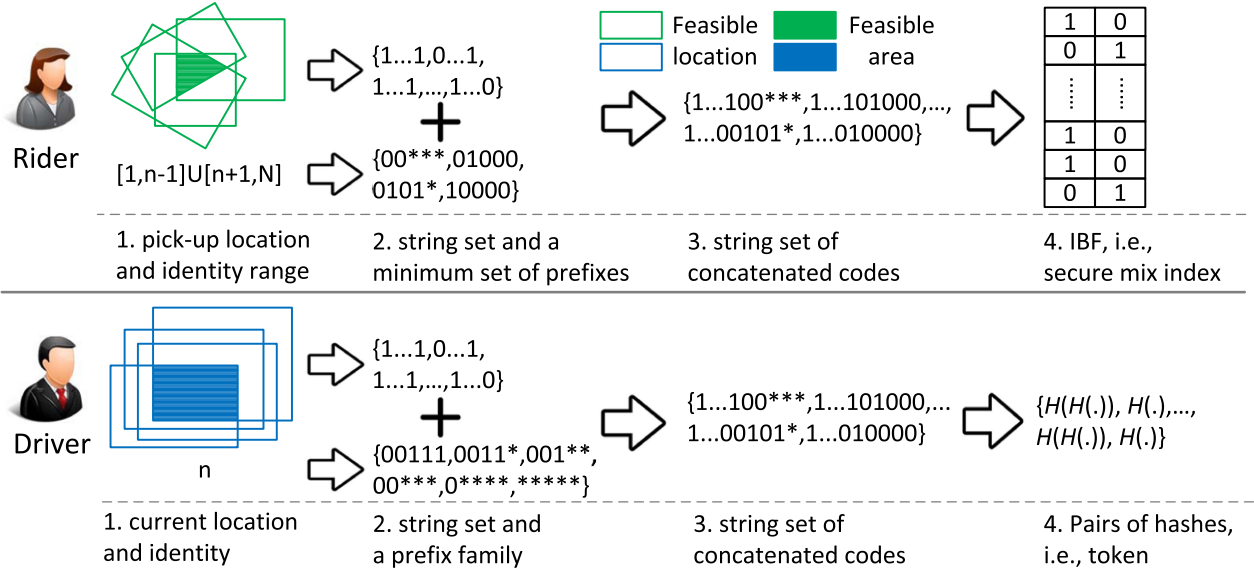 Feasible
location
Feasible
area
Rider
[1,n-1]U[n+1,N]
{1...1,0...1,
1...1,...,1...0}
+
{00***,01000,
0101*,10000}
{1...100***,1...101000,...,
1...00101*,1...010000}
1 0
0 1
⋮ ⋮
1 0
1 0
0 1
1. pick-up location
and identity range
2. string set and a
minimum set of prefixes
3. string set of
concatenated codes
4. IBF, i.e.,
secure mix index
Driver
n
{1...1,0...1,
1...1,...,1...0}
+
{00111,0011*,001**,
00***,0****,*****}
{1...100***,1...101000,...
1...00101*,1...010000}
{H(H(.)), H(.),...,
H(H(.)), H(.)}
1. current location
and identity
2. string set and
a prefix family
3. string set of
concatenated codes
4. Pairs of hashes,
i.e., token